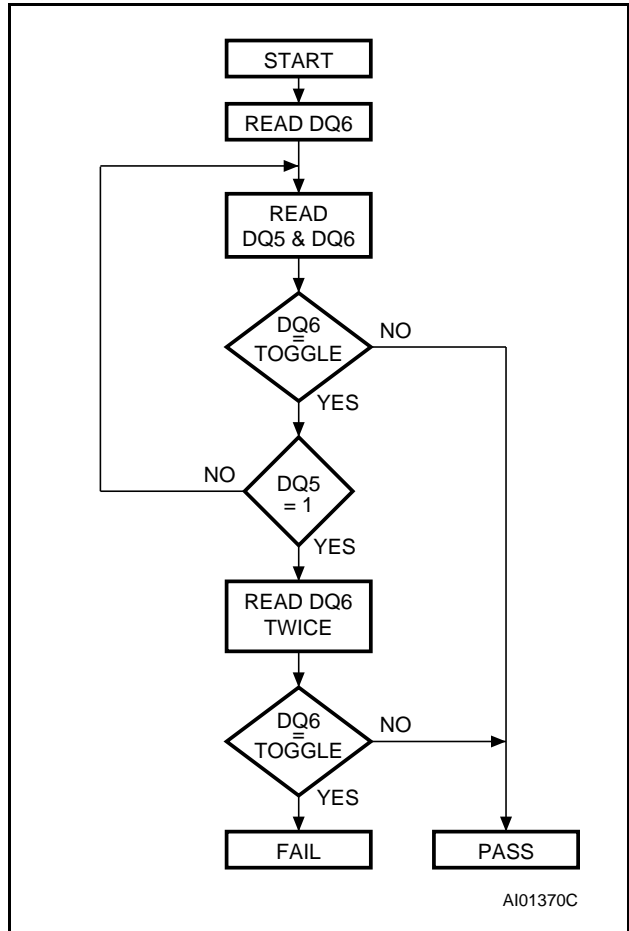 START
READ DQ6
READ
DQ5 & DQ6
DQ6
=
TOGGLE
NO
YES
NO
DQ5
= 1
YES
READ DQ6
TWICE
DQ6
=
TOGGLE
NO
YES
FAIL
PASS
AI01370C